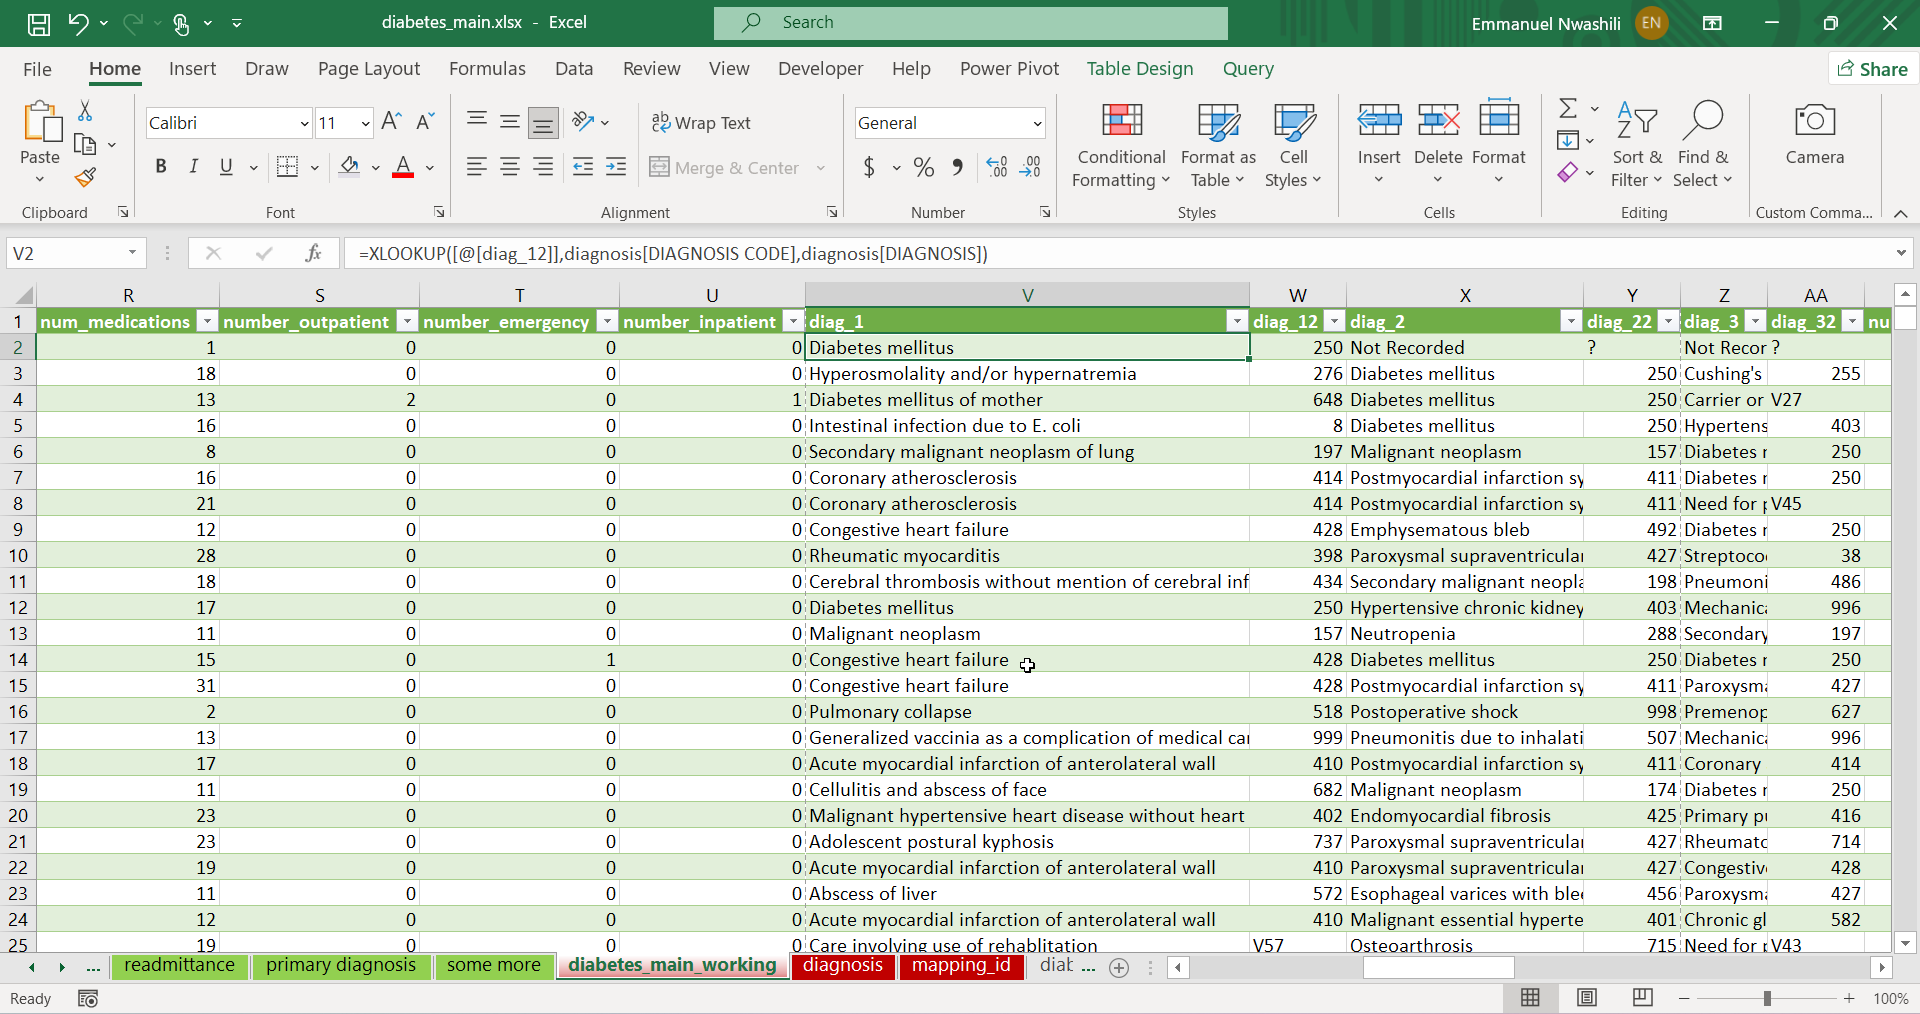 diabetes_main.xlsx - Excel
Search
Emmanuel Nwashili EN
File Home Insert Draw Page Layout Formulas Data Review View Developer Help Power Pivot Table Design Query Share
Calibri 11 Wrap Text General
Paste B I U A Merge & Center $ % Conditional Formatting Format as Table Cell Styles Insert Delete Format Sort & Filter Find & Select Camera
Clipboard Font Alignment Number Styles Cells Editing Custom Comma...
V2 fx =XLOOKUP([@[diag_12]],diagnosis[DIAGNOSIS CODE],diagnosis[DIAGNOSIS])
R S T U V W X Y Z AA
1 num_medications number_outpatient number_emergency number_inpatient diag_1 diag_12 diag_2 diag_22 diag_3 diag_32 nu
2 1 0 0 0 Diabetes mellitus 250 Not Recorded ? Not Recor ?
3 18 0 0 0 Hyperosmolality and/or hypernatremia 276 Diabetes mellitus 250 Cushing's 255
4 13 2 0 1 Diabetes mellitus of mother 648 Diabetes mellitus 250 Carrier or V27
5 16 0 0 0 Intestinal infection due to E. coli 8 Diabetes mellitus 250 Hypertens 403
6 8 0 0 0 Secondary malignant neoplasm of lung 197 Malignant neoplasm 157 Diabetes r 250
7 16 0 0 0 Coronary atherosclerosis 414 Postmyocardial infarction sy 411 Diabetes r 250
8 21 0 0 0 Coronary atherosclerosis 414 Postmyocardial infarction sy 411 Need for p V45
9 12 0 0 0 Congestive heart failure 428 Emphysematous bleb 492 Diabetes r 250
10 28 0 0 0 Rheumatic myocarditis 398 Paroxysmal supraventricular 427 Streptoco 38
11 18 0 0 0 Cerebral thrombosis without mention of cerebral inf 434 Secondary malignant neopla 198 Pneumoni 486
12 17 0 0 0 Diabetes mellitus 250 Hypertensive chronic kidney 403 Mechanica 996
13 11 0 0 0 Malignant neoplasm 157 Neutropenia 288 Secondary 197
14 15 0 1 0 Congestive heart failure 428 Diabetes mellitus 250 Diabetes r 250
15 31 0 0 0 Congestive heart failure 428 Postmyocardial infarction sy 411 Paroxysma 427
16 2 0 0 0 Pulmonary collapse 518 Postoperative shock 998 Premenop 627
17 13 0 0 0 Generalized vaccinia as a complication of medical car 999 Pneumonitis due to inhalati 507 Mechanica 996
18 17 0 0 0 Acute myocardial infarction of anterolateral wall 410 Postmyocardial infarction sy 411 Coronary 414
19 11 0 0 0 Cellulitis and abscess of face 682 Malignant neoplasm 174 Diabetes r 250
20 23 0 0 0 Malignant hypertensive heart disease without heart 402 Endomyocardial fibrosis 425 Primary pu 416
21 23 0 0 0 Adolescent postural kyphosis 737 Paroxysmal supraventricular 427 Rheumato 714
22 19 0 0 0 Acute myocardial infarction of anterolateral wall 410 Paroxysmal supraventricular 427 Congestive 428
23 11 0 0 0 Abscess of liver 572 Esophageal varices with blee 456 Paroxysma 427
24 12 0 0 0 Acute myocardial infarction of anterolateral wall 410 Malignant essential hyperte 401 Chronic gl 582
25 19 0 0 0 Care involving use of rehablitation V57 Osteoarthrosis 715 Need for r V43
... readmittance primary diagnosis some more diabetes_main_working diagnosis mapping_id diab ...
Ready 100%